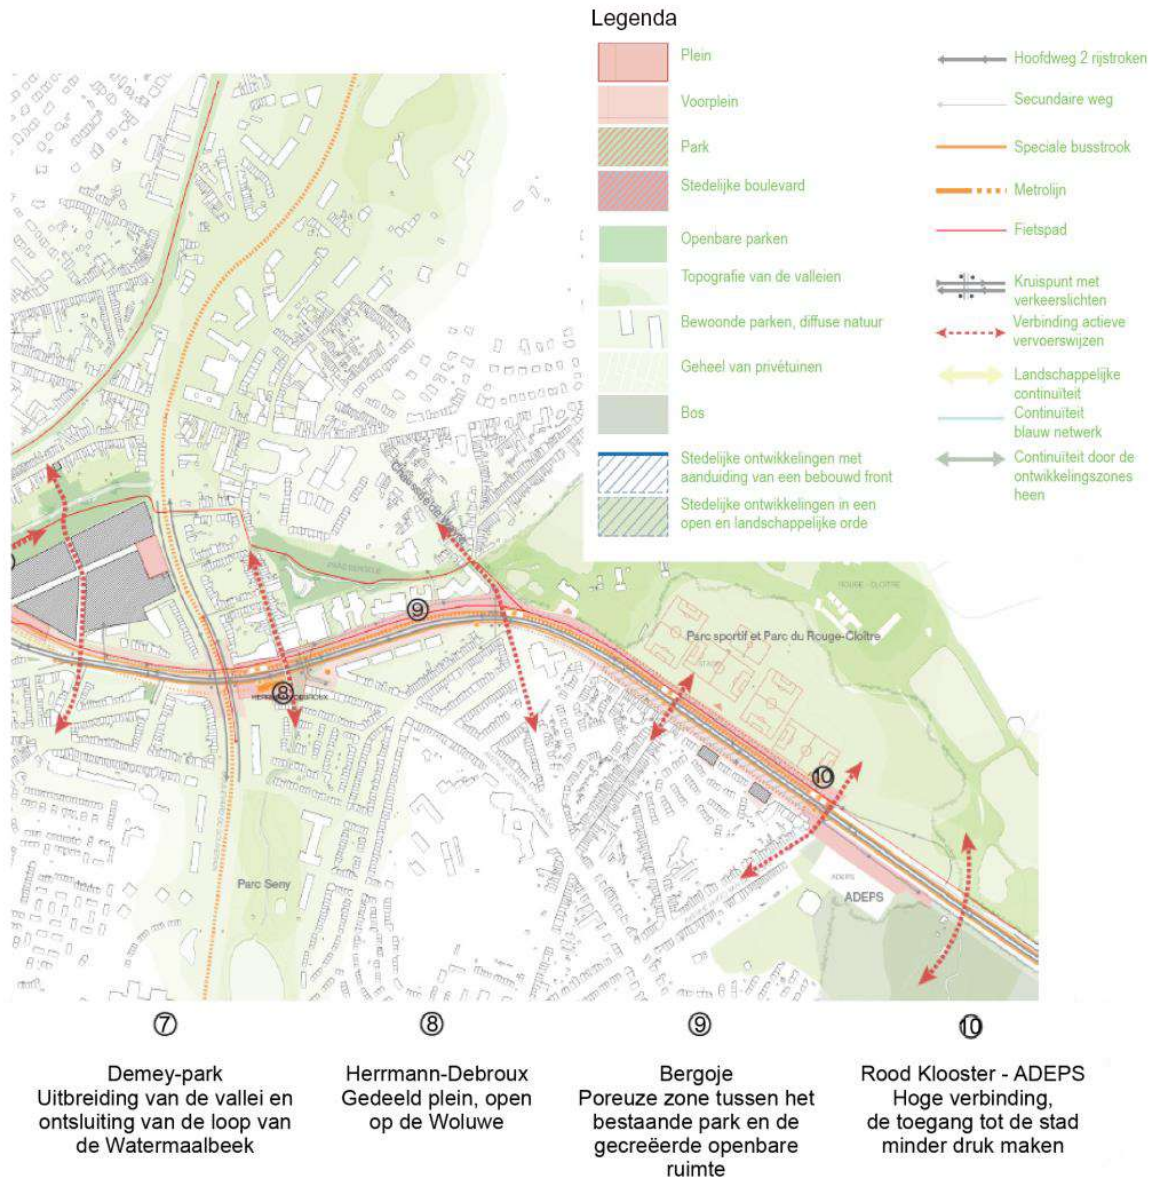 Legenda
Plein
Voorplein
Park
Stedelijke boulevard
Openbare parken
Topografie van de valleien
Bewoonde parken, diffuse natuur
Geheel van privétuinen
Bos
Stedelijke ontwikkelingen met
aanduiding van een bebouwd front
Stedelijke ontwikkelingen in een
open en landschappelijke orde
Hoofdweg 2 rijstroken
Secundaire weg
Speciale busstrook
Metrolijn
Fietspad
Kruispunt met
verkeerslichten
Verbinding actieve
vervoerswijzen
Landschappelijke
continuïteit
Continuïteit
blauw netwerk
Continuïteit door de
ontwikkelingszones
heen
PARC BERGOJE
ROUGE - CLOITRE
Parc sportif et Parc du Rouge-Cloître
STADE
⑨
⑧
⑩
Parc Seny
ADEPS
ADEPS
⑦
Demey-park
Uitbreiding van de vallei en
ontsluiting van de loop van
de Watermaalbeek
⑧
Herrmann-Debroux
Gedeeld plein, open
op de Woluwe
⑨
Bergoje
Poreuze zone tussen het
bestaande park en de
gecreëerde openbare
ruimte
⑩
Rood Klooster - ADEPS
Hoge verbinding,
de toegang tot de stad
minder druk maken